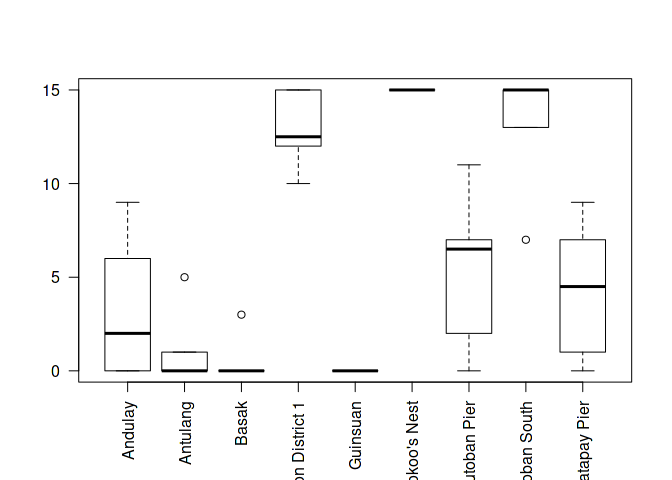 15
10
5
0
Andulay
Antulang
Basak
on District 1
Guinsuan
okoo's Nest
utoban Pier
oban South
atapay Pier